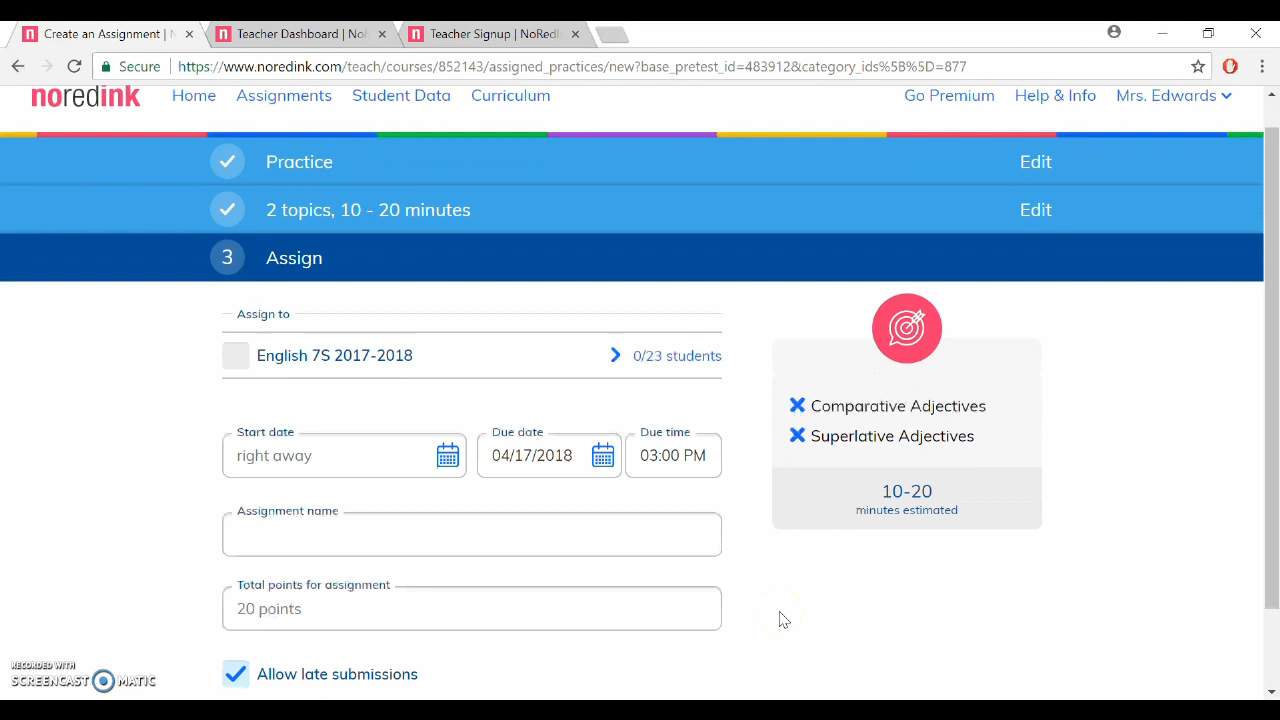 Create an Assignment | N
Teacher Dashboard | NoR
Teacher Signup | NoRedI
Secure
https://www.noredink.com/teach/courses/852143/assigned_practices/new?base_pretest_id=483912&category_ids%5B%5D=877
noredink
Home
Assignments
Student Data
Curriculum
Go Premium
Help & Info
Mrs. Edwards
Practice
Edit
2 topics, 10 - 20 minutes
Edit
3
Assign
Assign to
English 7S 2017-2018
0/23 students
Comparative Adjectives
Superlative Adjectives
10-20
minutes estimated
Start date
right away
Due date
04/17/2018
Due time
03:00 PM
Assignment name
Total points for assignment
20 points
Allow late submissions
RECORDED WITH
SCREENCAST MATIC